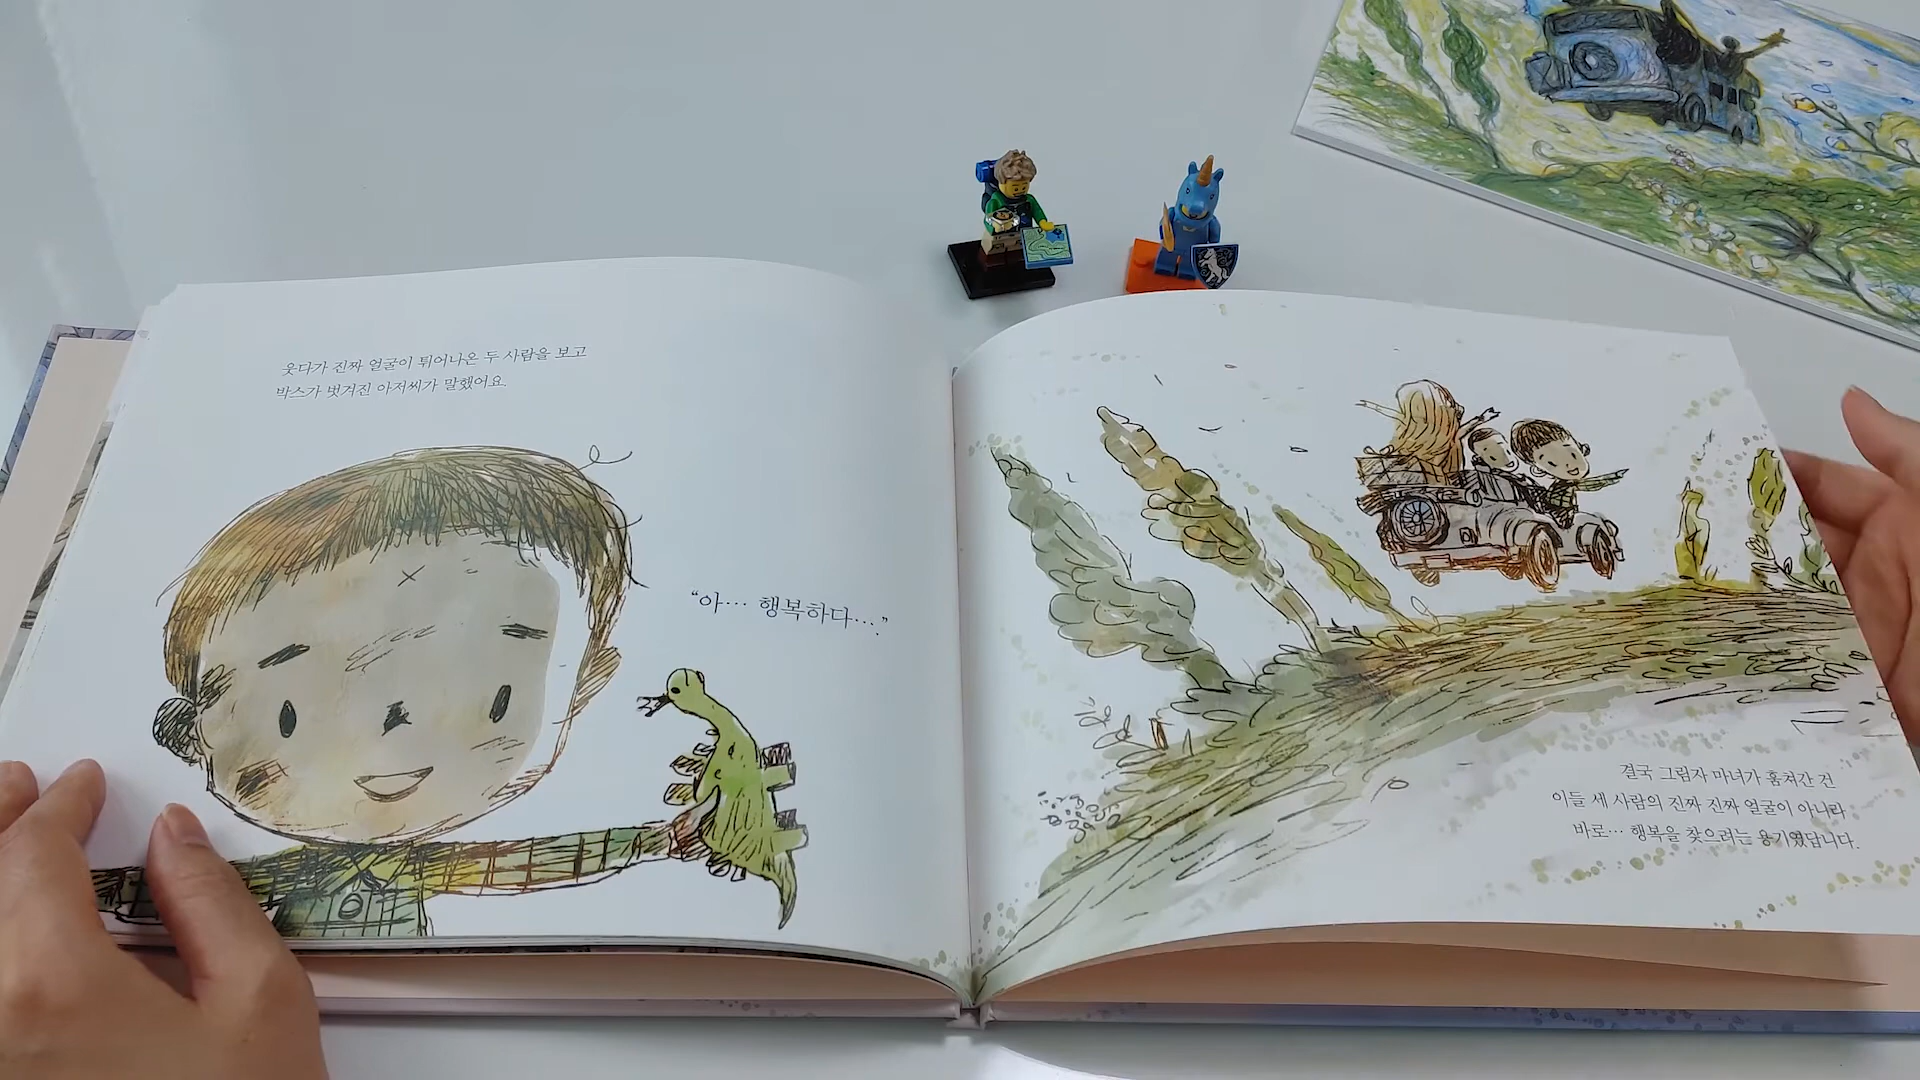 웃다가 진짜 얼굴이 튀어나온 두 사람을 보고
박스가 벗겨진 아저씨가 말했어요.
“아… 행복하다….”
결국 그림자 마녀가 훔쳐간 건
이들 세 사람의 진짜 진짜 얼굴이 아니라
바로… 행복을 찾으려는 용기였답니다.